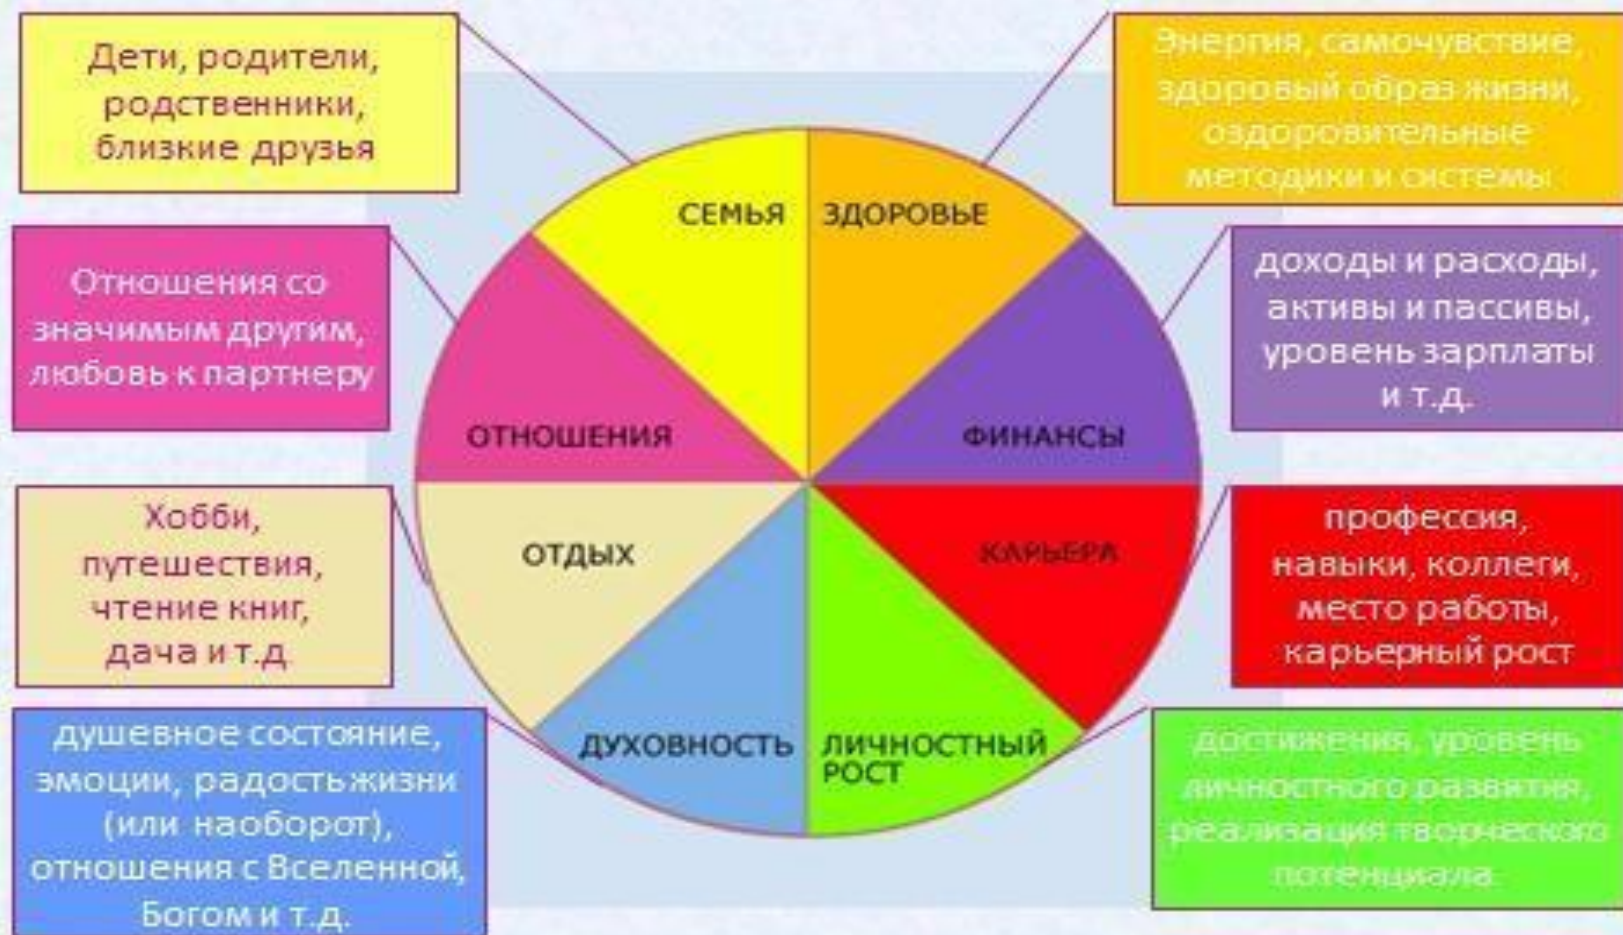 Дети, родители,
родственники,
близкие друзья
Энергия, самочувствие,
здоровый образ жизни,
оздоровительные
методики и системы
СЕМЬЯ
ЗДОРОВЬЕ
Отношения со
значимым другим,
любовь к партнеру
доходы и расходы,
активы и пассивы,
уровень зарплаты
и т.д.
ОТНОШЕНИЯ
ФИНАНСЫ
Хобби,
путешествия,
чтение книг,
дача и т.д
ОТДЫХ
КАРЬЕРА
профессия,
навыки, коллеги,
место работы,
карьерный рост
душевное состояние,
эмоции, радость жизни
(или наоборот),
отношения с Вселенной,
Богом и т.д.
ДУХОВНОСТЬ
ЛИЧНОСТНЫЙ
РОСТ
достижения, уровень
личностного развития,
реализация творческого
потенциала